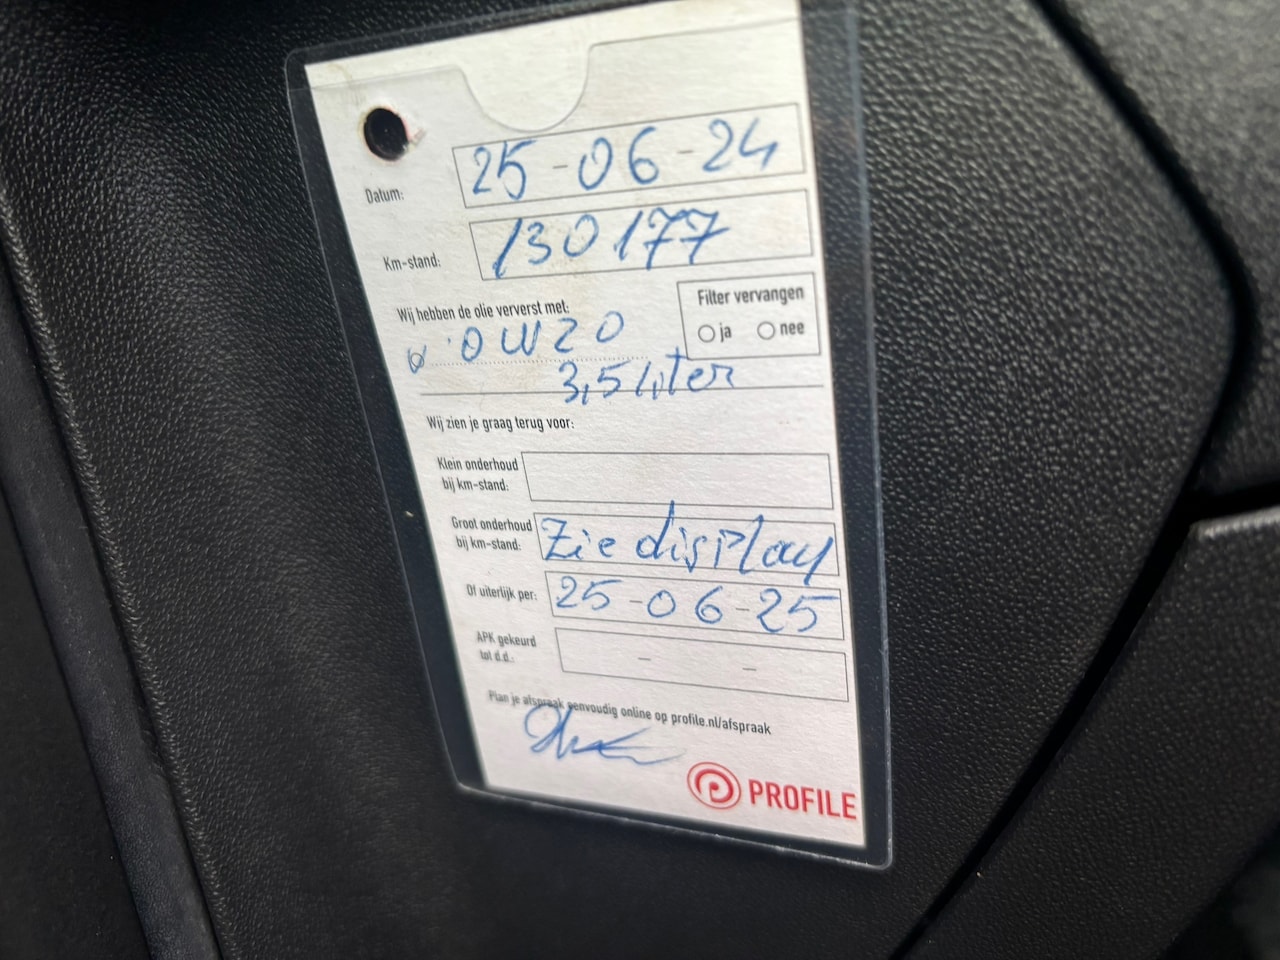 Datum: 25-06-24
Km-stand: 130177
Wij hebben de olie ververst met:
0W20
3,5 liter
Filter vervangen
ja nee
Wij zien je graag terug voor:
Klein onderhoud
bij km-stand:
Groot onderhoud
bij km-stand: Zie display
Of uiterlijk per: 25-06-25
APK gekeurd
tot d.d.: - -
Plan je afspraak eenvoudig online op profile.nl/afspraak
PROFILE